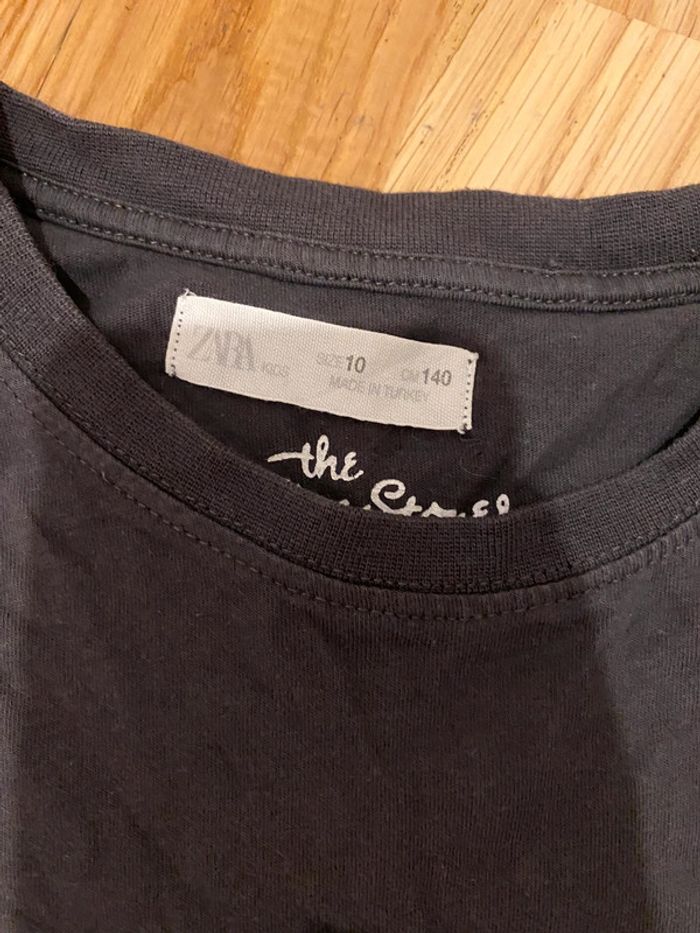 ZARA KIDS SIZE 10 CM 140
MADE IN TURKEY
the